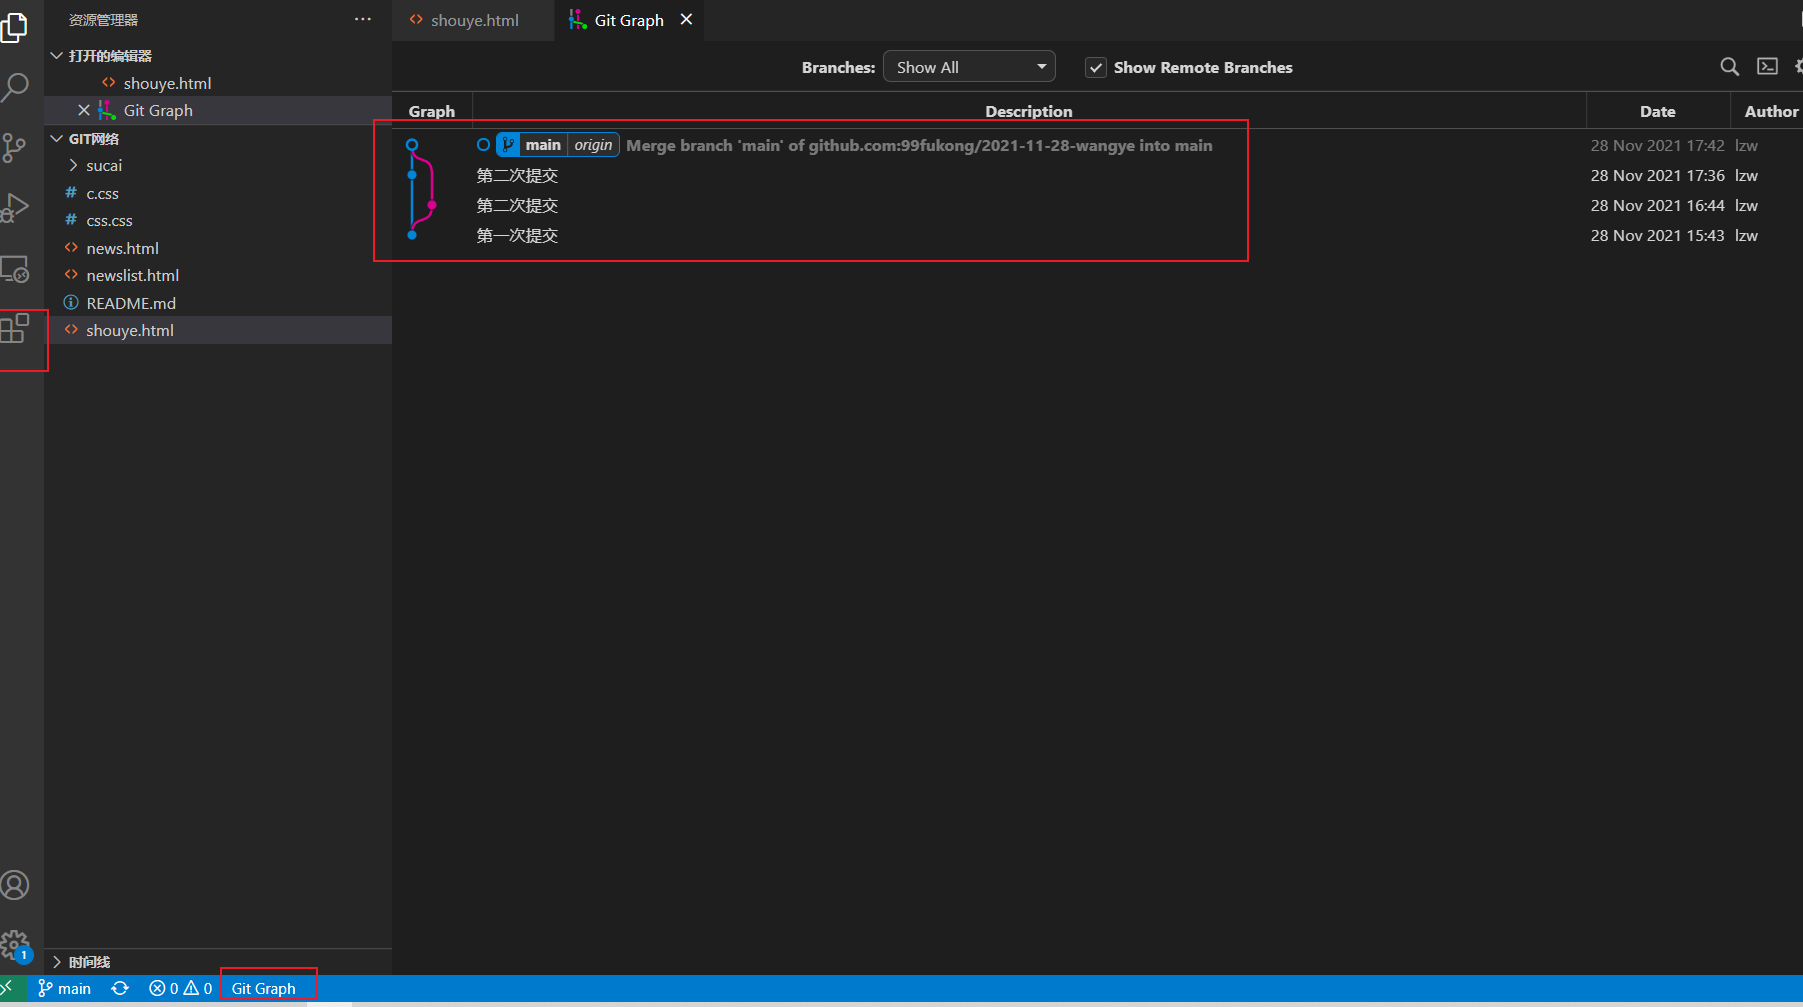 资源管理器
打开的编辑器
shouye.html
Git Graph
GIT网络
sucai
c.css
css.css
news.html
newslist.html
README.md
shouye.html
时间线
shouye.html
Git Graph
Branches: Show All Show Remote Branches
Graph Description Date Author
main origin Merge branch 'main' of github.com:99fukong/2021-11-28-wangye into main 28 Nov 2021 17:42 lzw
第二次提交 28 Nov 2021 17:36 lzw
第二次提交 28 Nov 2021 16:44 lzw
第一次提交 28 Nov 2021 15:43 lzw
1
main 0 0 Git Graph